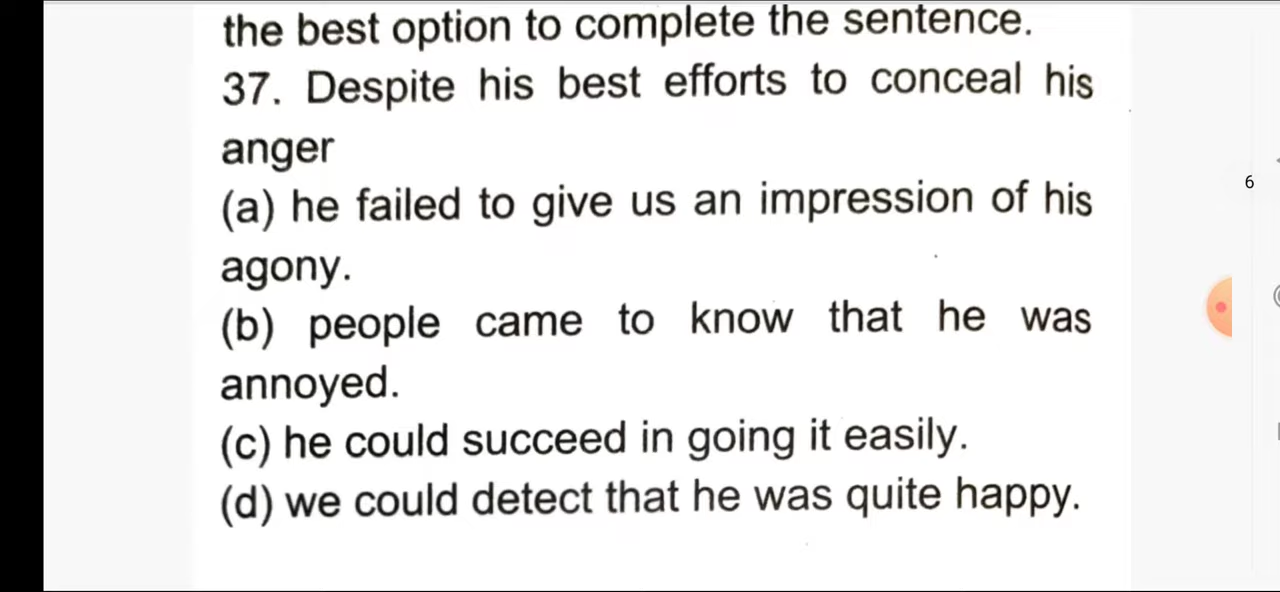 the best option to complete the sentence.
37. Despite his best efforts to conceal his
anger
(a) he failed to give us an impression of his
agony.
(b) people came to know that he was
annoyed.
(c) he could succeed in going it easily.
(d) we could detect that he was quite happy.
6